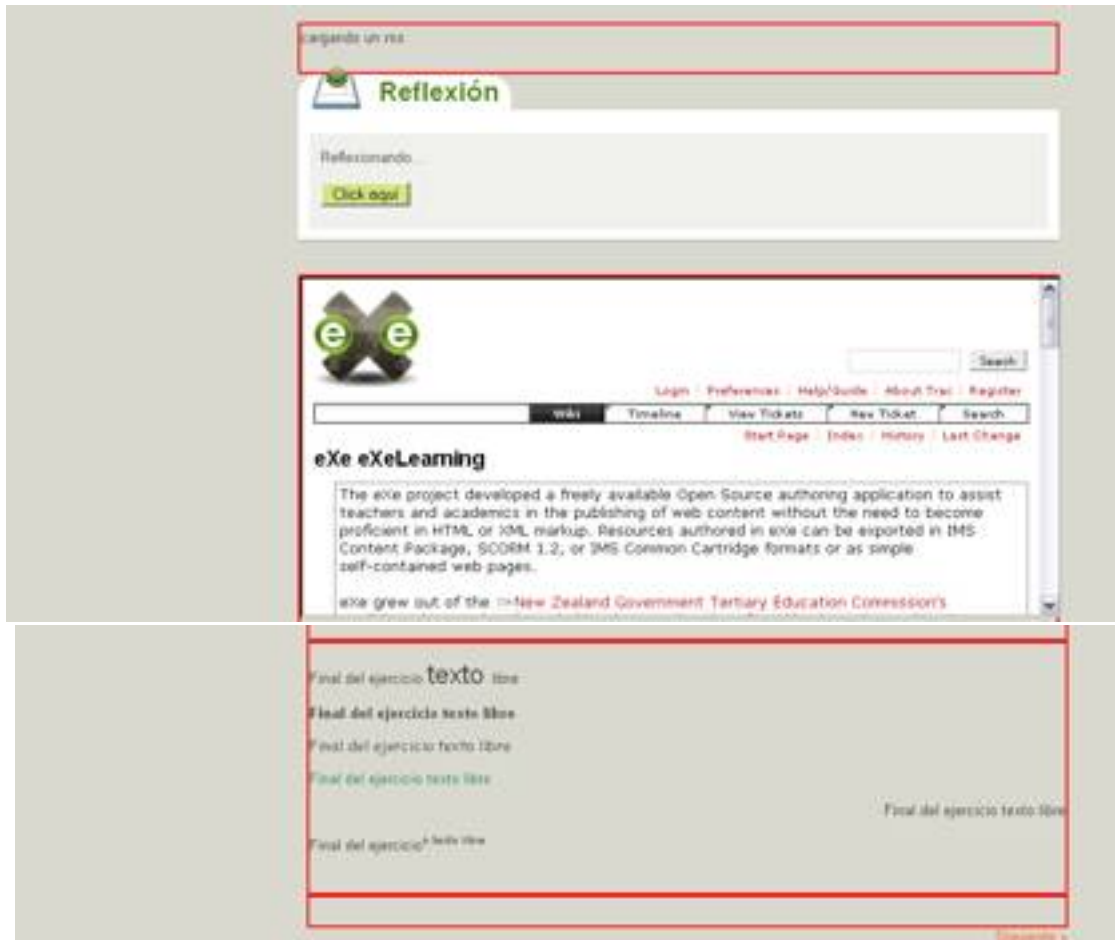 cargando un rss
Reflexión
Reflexionando...
Click aquí
e e
Search
Login Preferences Help/Guide About Trac Register
Wiki Timeline View Tickets New Ticket Search
Start Page Index History Last Change
eXe eXeLearning
The eXe project developed a freely available Open Source authoring application to assist
teachers and academics in the publishing of web content without the need to become
proficient in HTML or XML markup. Resources authored in eXe can be exported in IMS
Content Package, SCORM 1.2, or IMS Common Cartridge formats or as simple
self-contained web pages.
eXe grew out of the New Zealand Government Tertiary Education Commission's
Final del ejercicio texto libre
Final del ejercicio texto libre
Final del ejercicio texto libre
Final del ejercicio texto libre
Final del ejercicio texto libre
Final del ejercicio texto libre